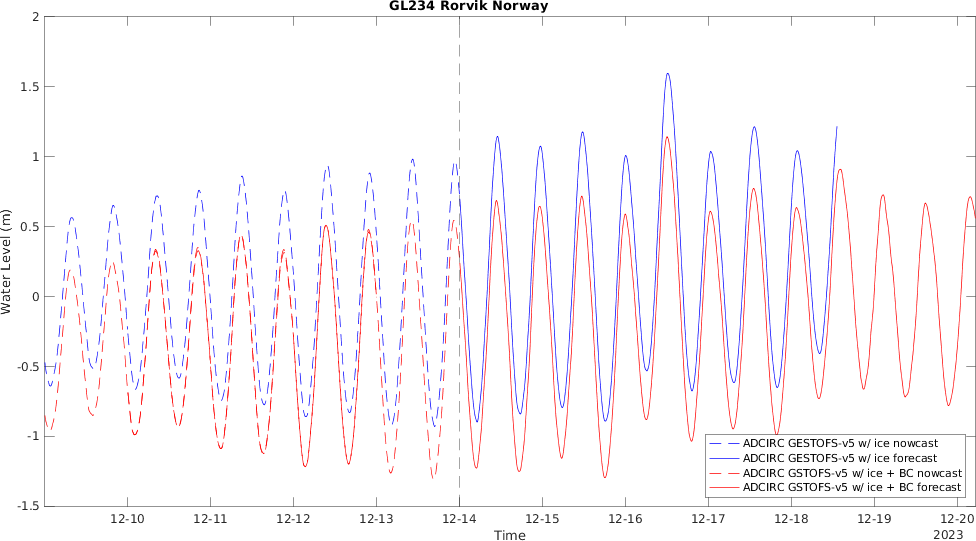 GL234 Rorvik Norway
2
1.5
1
0.5
0
-0.5
-1
-1.5
Water Level (m)
12-10 12-11 12-12 12-13 12-14 12-15 12-16 12-17 12-18 12-19 12-20
Time
2023
ADCIRC GESTOFS-v5 w/ ice nowcast
ADCIRC GESTOFS-v5 w/ ice forecast
ADCIRC GSTOFS-v5 w/ ice + BC nowcast
ADCIRC GSTOFS-v5 w/ ice + BC forecast